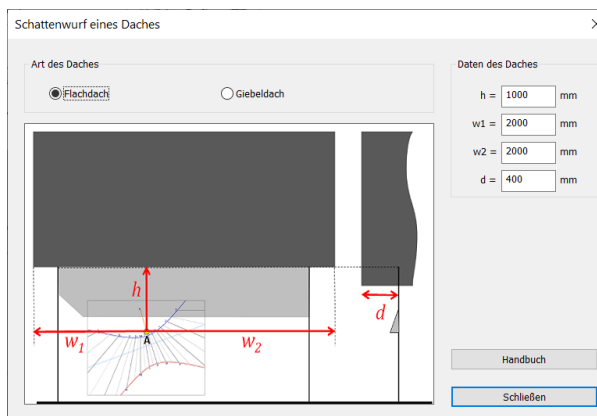 Schattenwurf eines Daches
Art des Daches
Flachdach
Giebeldach
h
d
A
w1
w2
Daten des Daches
h = 1000 mm
w1 = 2000 mm
w2 = 2000 mm
d = 400 mm
Handbuch
Schließen